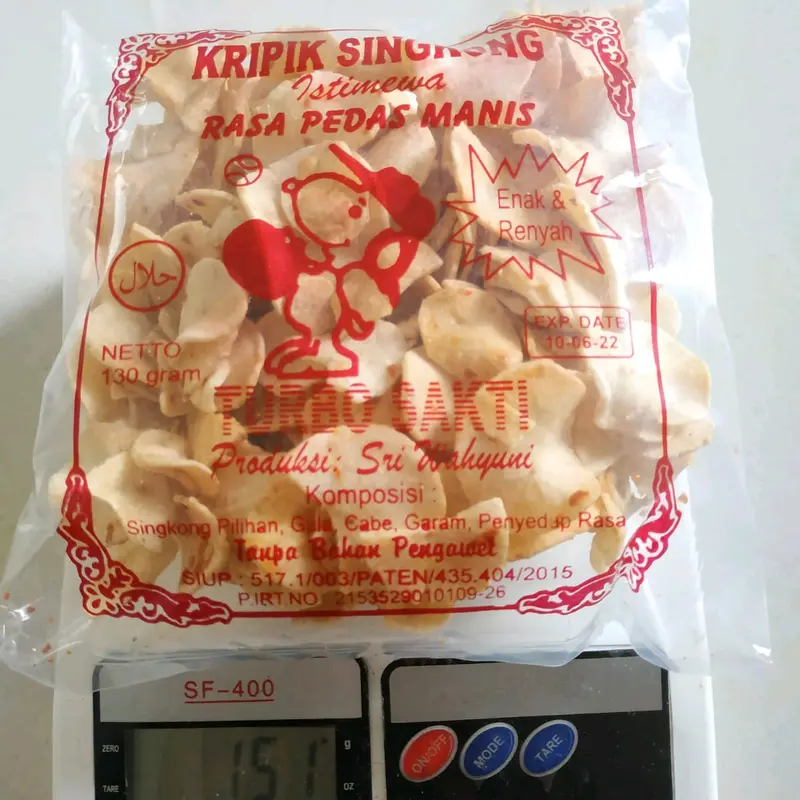 KRIPIK SINGKONG
Istimewa
RASA PEDAS MANIS
Enak &
Renyah
حلال
EXP. DATE
10-06-22
NETTO :
130 gram
TURBO SAKTI
Produksi: Sri Wahyuni
Komposisi :
Singkong Pilihan, Gula, Cabe, Garam, Penyedap Rasa
Tanpa Bahan Pengawet
SIUP : 517.1/003/PATEN/435.404/2015
P.IRT.NO : 2153529010109-26
SF-400
ZERO
151
g
TARE
OZ
ON/OFF
MODE
TARE